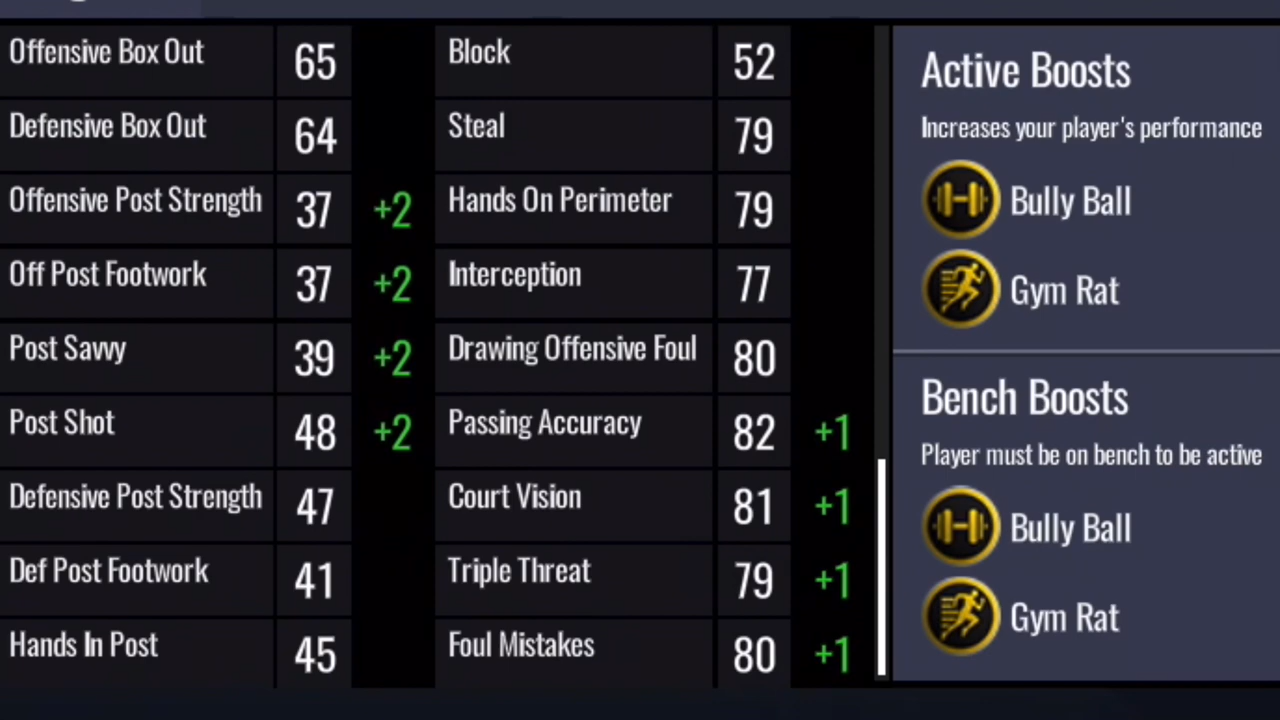 Offensive Box Out 65
Defensive Box Out 64
Offensive Post Strength 37 +2
Off Post Footwork 37 +2
Post Savvy 39 +2
Post Shot 48 +2
Defensive Post Strength 47
Def Post Footwork 41
Hands In Post 45
Block 52
Steal 79
Hands On Perimeter 79
Interception 77
Drawing Offensive Foul 80
Passing Accuracy 82 +1
Court Vision 81 +1
Triple Threat 79 +1
Foul Mistakes 80 +1
Active Boosts
Increases your player's performance
Bully Ball
Gym Rat
Bench Boosts
Player must be on bench to be active
Bully Ball
Gym Rat